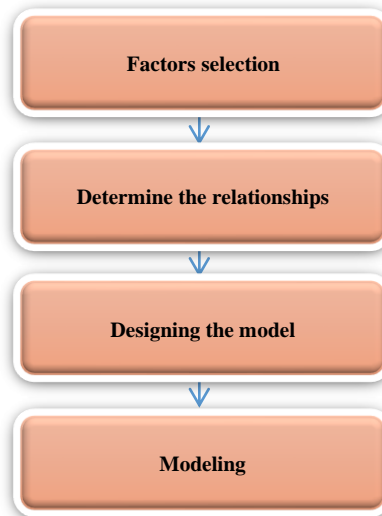 Factors selection
Determine the relationships
Designing the model
Modeling